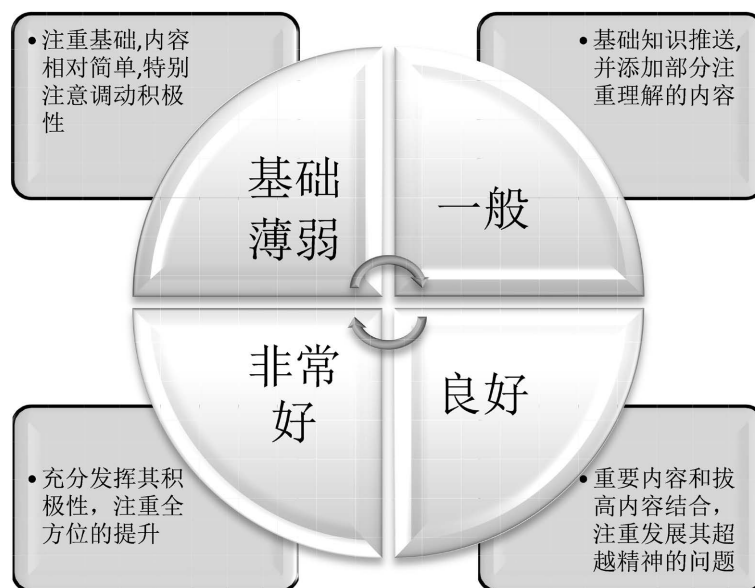 • 注重基础,内容
相对简单,特别
注意调动积极
性
• 基础知识推送,
并添加部分注
重理解的内容
基础
薄弱
一般
非常
好
良好
• 充分发挥其积
极性，注重全
方位的提升
• 重要内容和拔
高内容结合，
注重发展其超
越精神的问题